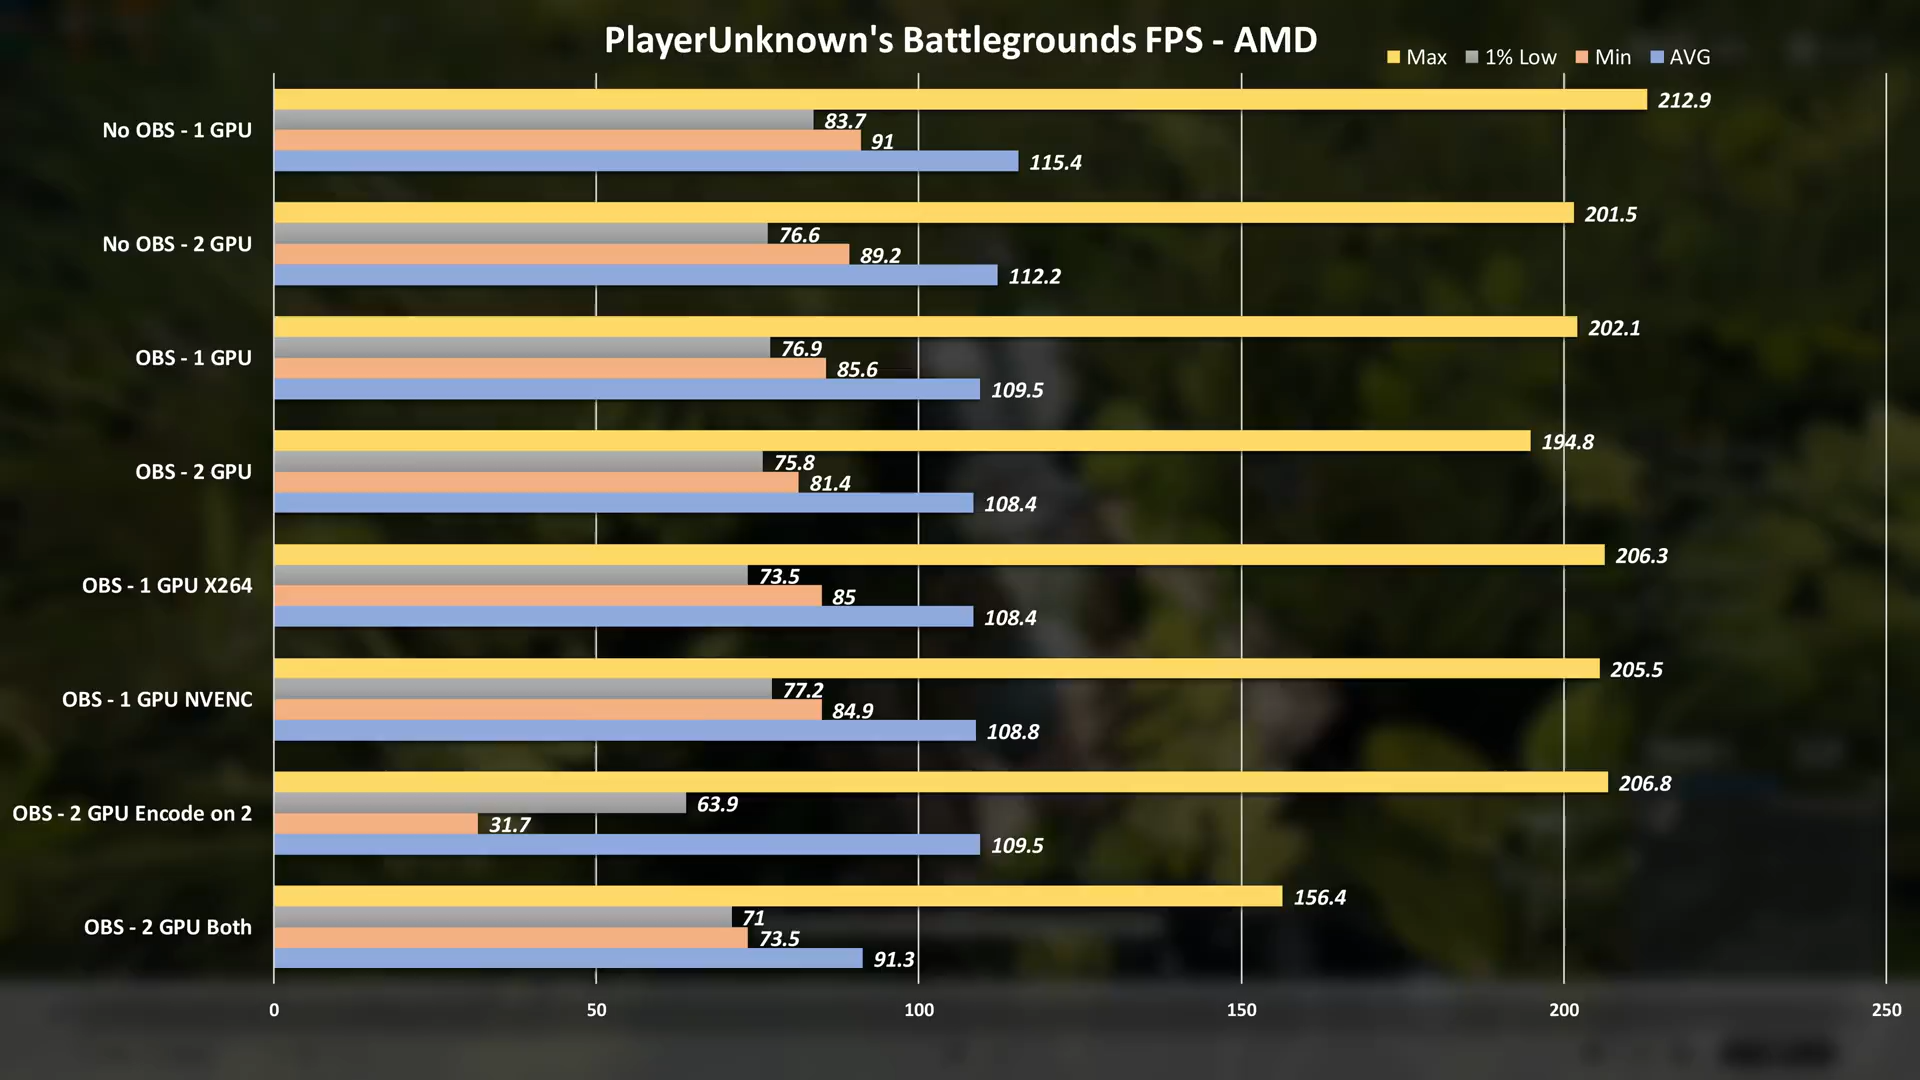 PlayerUnknown's Battlegrounds FPS - AMD
Max 1% Low Min AVG
No OBS - 1 GPU
212.9
83.7
91
115.4
No OBS - 2 GPU
201.5
76.6
89.2
112.2
OBS - 1 GPU
202.1
76.9
85.6
109.5
OBS - 2 GPU
194.8
75.8
81.4
108.4
OBS - 1 GPU X264
206.3
73.5
85
108.4
OBS - 1 GPU NVENC
205.5
77.2
84.9
108.8
OBS - 2 GPU Encode on 2
206.8
63.9
31.7
109.5
OBS - 2 GPU Both
156.4
71
73.5
91.3
0 50 100 150 200 250